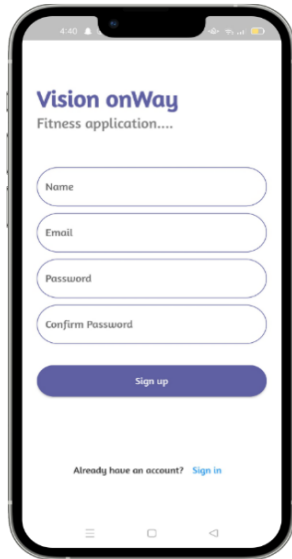 4:40
Vision onWay
Fitness application....
Name
Email
Password
Confirm Password
Sign up
Already have an account? Sign in